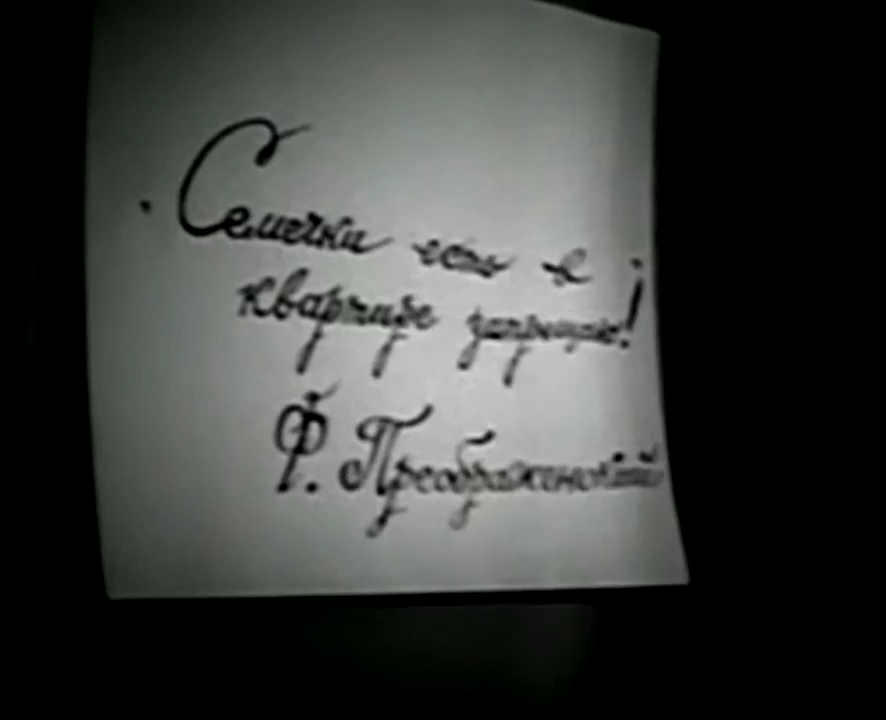 Семечки есть в
квартире запрещаю!
Ф. Преображенский